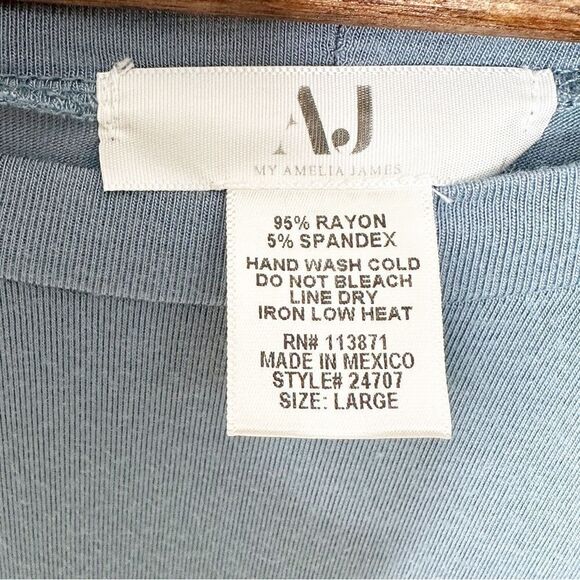 AJ
MY AMELIA JAMES
95% RAYON
5% SPANDEX
HAND WASH COLD
DO NOT BLEACH
LINE DRY
IRON LOW HEAT
RN# 113871
MADE IN MEXICO
STYLE# 24707
SIZE: LARGE